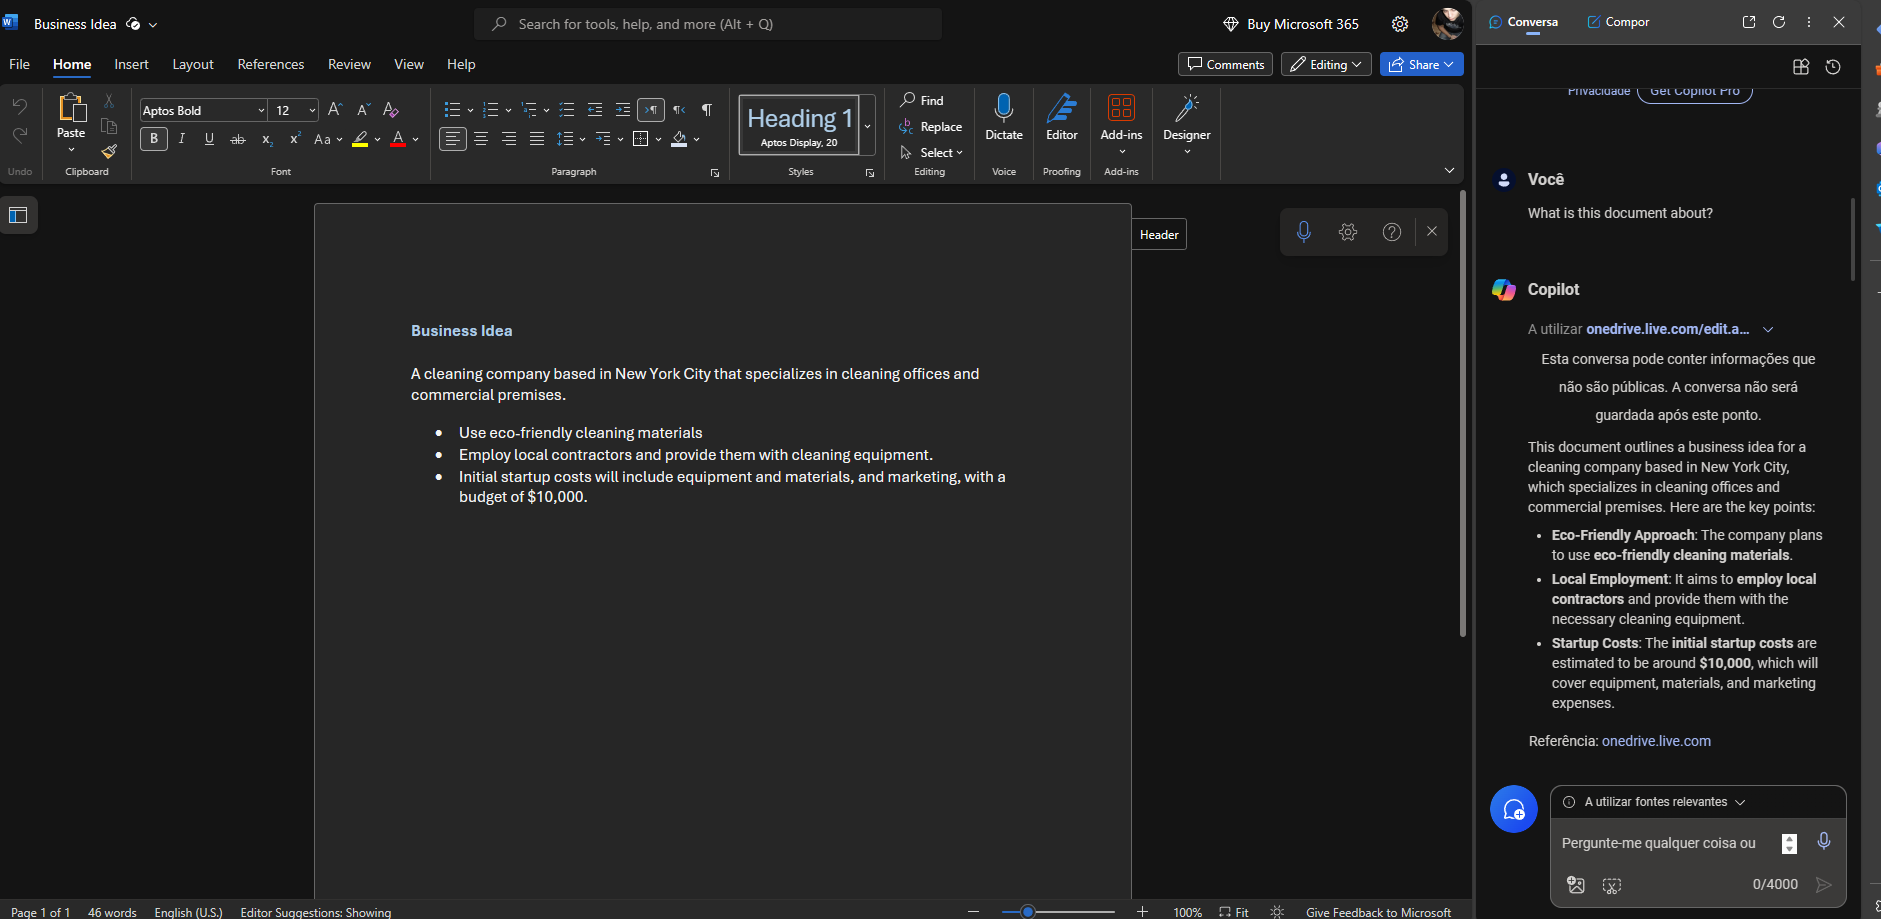 Business Idea
Search for tools, help, and more (Alt + Q)
Buy Microsoft 365
File Home Insert Layout References Review View Help
Comments Editing Share
Paste
Aptos Bold 12
Heading 1
Aptos Display, 20
Find
Replace
Select
Dictate
Editor
Add-ins
Designer
Undo Clipboard Font Paragraph Styles Editing Voice Proofing Add-ins
Header
Business Idea
A cleaning company based in New York City that specializes in cleaning offices and
commercial premises.
• Use eco-friendly cleaning materials
• Employ local contractors and provide them with cleaning equipment.
• Initial startup costs will include equipment and materials, and marketing, with a
budget of $10,000.
Page 1 of 1 46 words English (U.S.) Editor Suggestions: Showing
100% Fit Give Feedback to Microsoft
Conversa Compor
Privacidade Get Copilot Pro
Você
What is this document about?
Copilot
A utilizar onedrive.live.com/edit.a...
Esta conversa pode conter informações que
não são públicas. A conversa não será
guardada após este ponto.
This document outlines a business idea for a
cleaning company based in New York City,
which specializes in cleaning offices and
commercial premises. Here are the key points:
• Eco-Friendly Approach: The company plans
to use eco-friendly cleaning materials.
• Local Employment: It aims to employ local
contractors and provide them with the
necessary cleaning equipment.
• Startup Costs: The initial startup costs are
estimated to be around $10,000, which will
cover equipment, materials, and marketing
expenses.
Referência: onedrive.live.com
A utilizar fontes relevantes
Pergunte-me qualquer coisa ou
0/4000